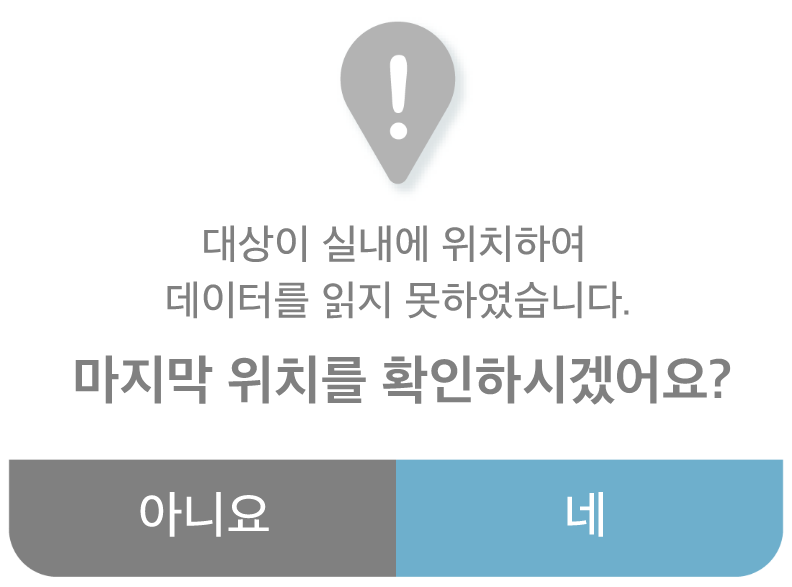 대상이 실내에 위치하여
데이터를 읽지 못하였습니다.
마지막 위치를 확인하시겠어요?
아니요
네